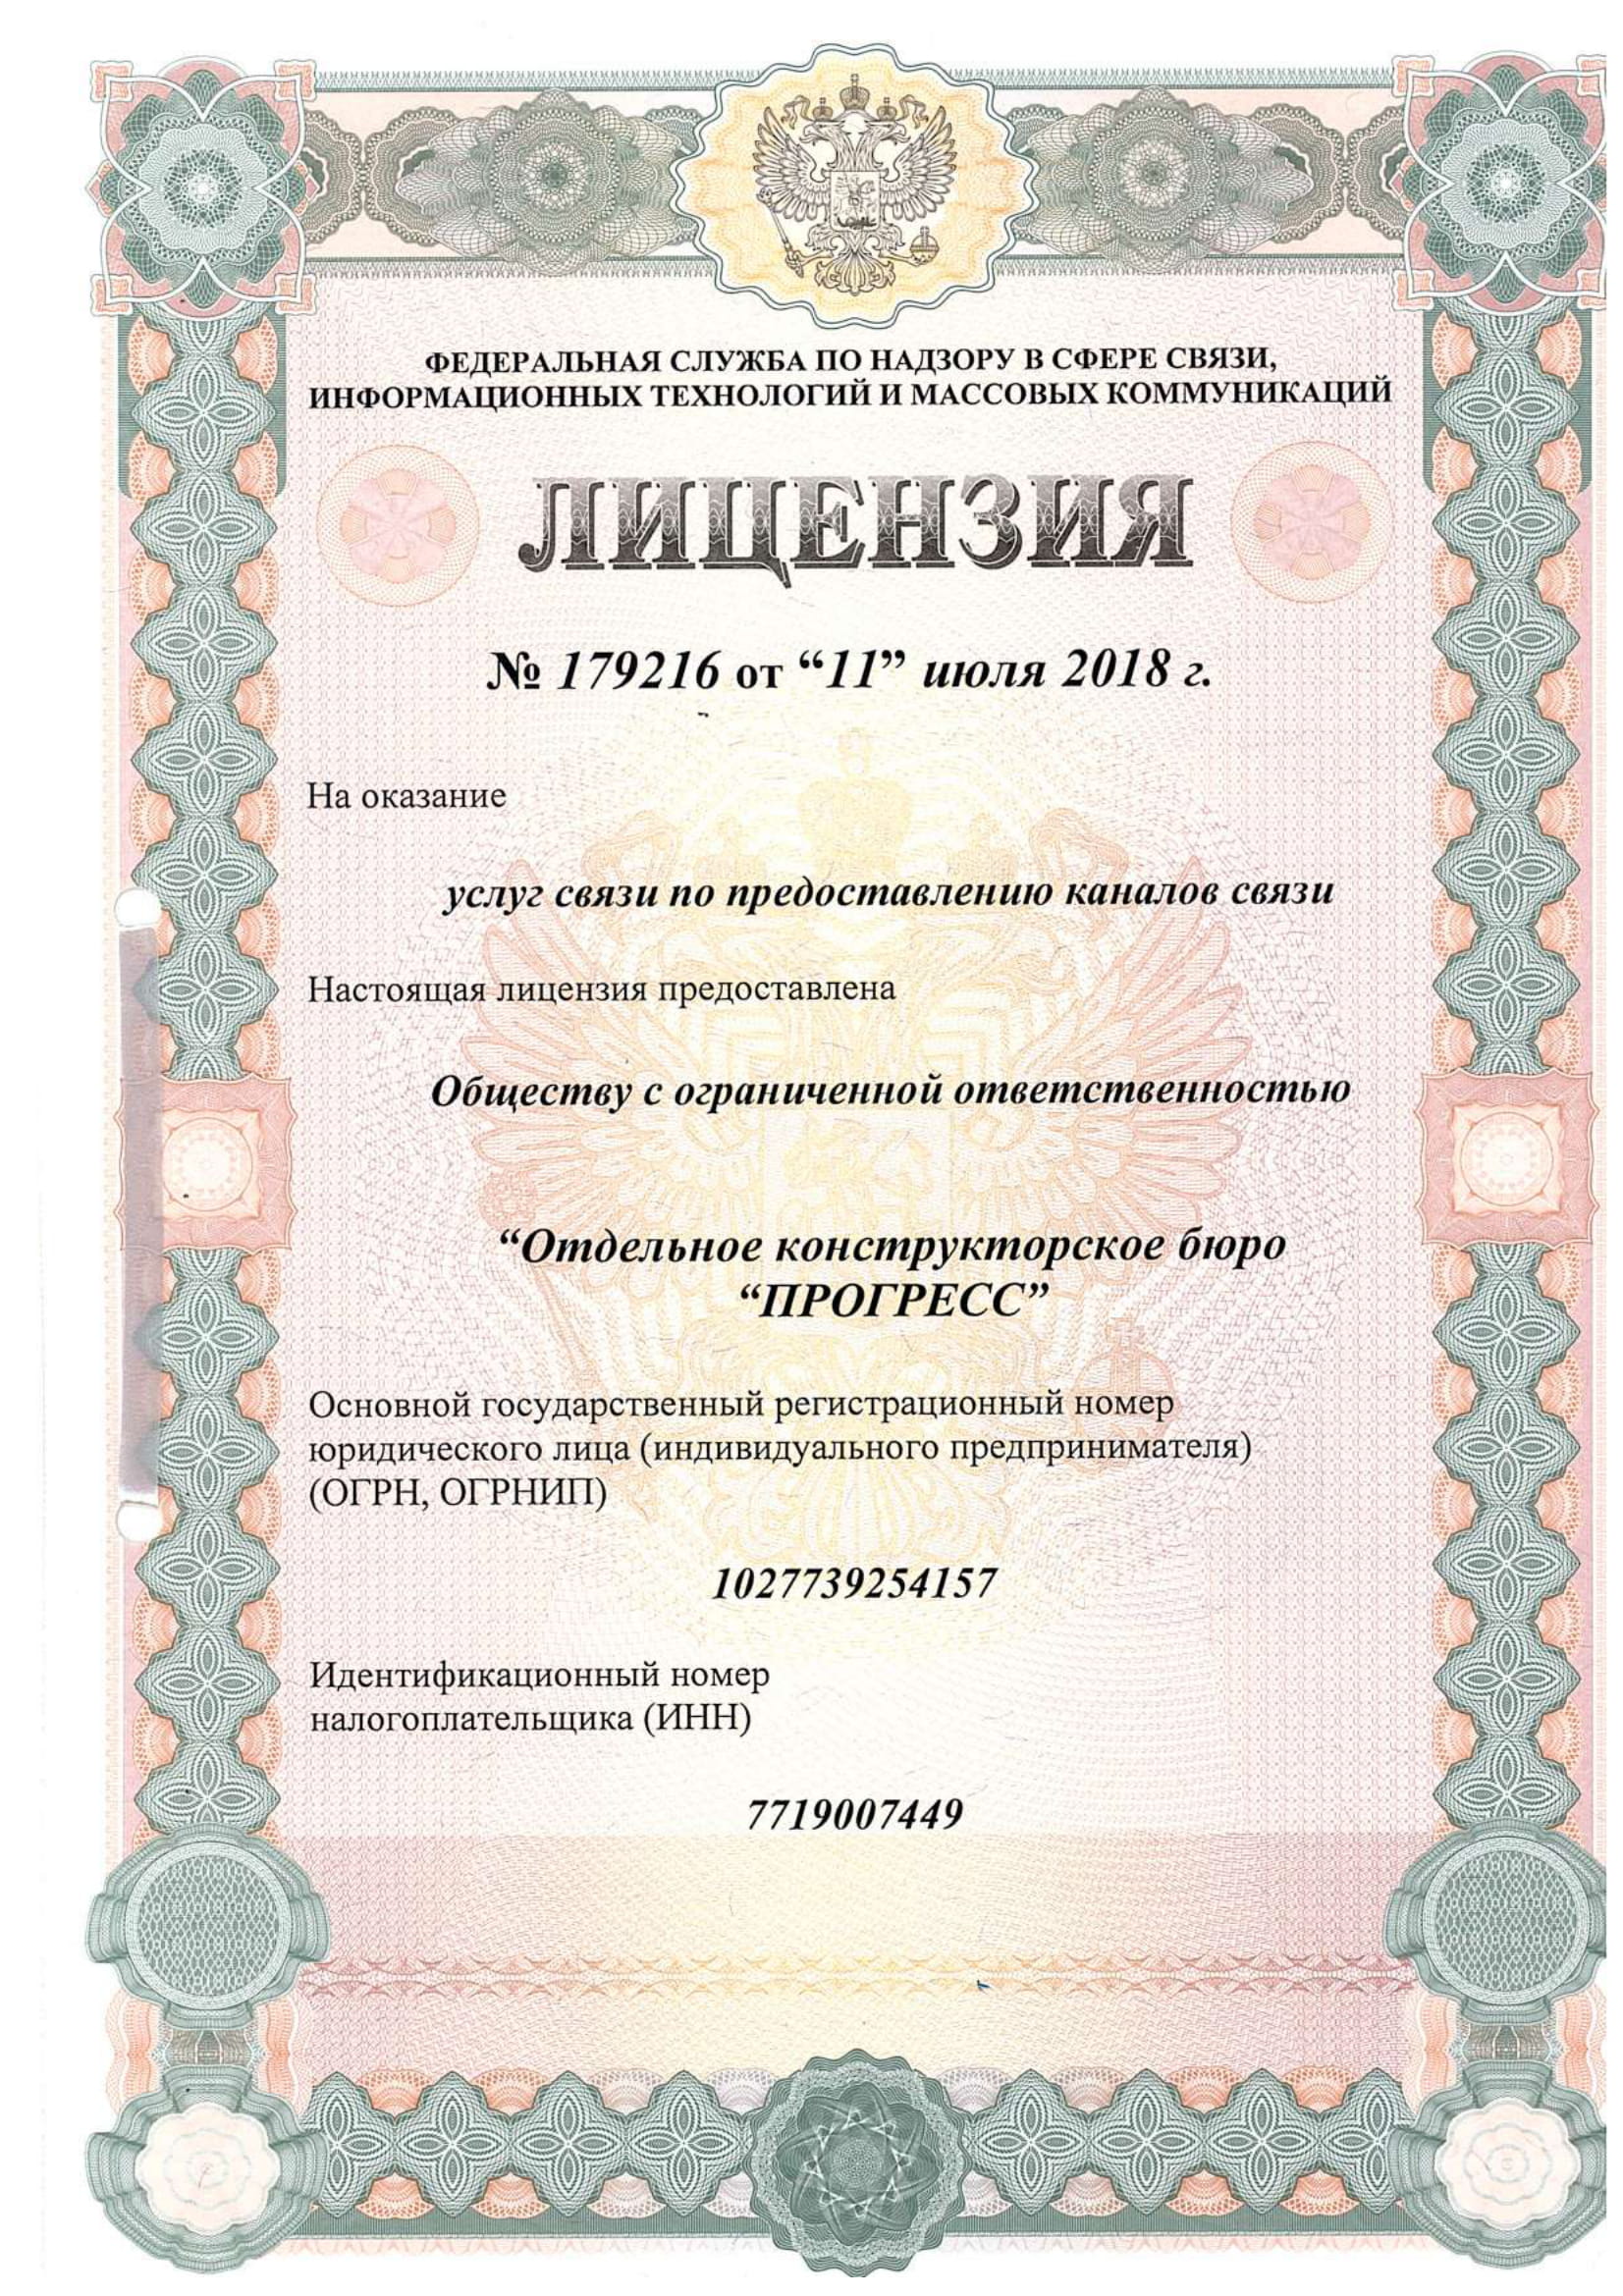 ФЕДЕРАЛЬНАЯ СЛУЖБА ПО НАДЗОРУ В СФЕРЕ СВЯЗИ,
ИНФОРМАЦИОННЫХ ТЕХНОЛОГИЙ И МАССОВЫХ КОММУНИКАЦИЙ
ЛИЦЕНЗИЯ
№ 179216 от “11” июля 2018 г.
На оказание
услуг связи по предоставлению каналов связи
Настоящая лицензия предоставлена
Обществу с ограниченной ответственностью
“Отдельное конструкторское бюро
“ПРОГРЕСС”
Основной государственный регистрационный номер
юридического лица (индивидуального предпринимателя)
(ОГРН, ОГРНИП)
1027739254157
Идентификационный номер
налогоплательщика (ИНН)
7719007449